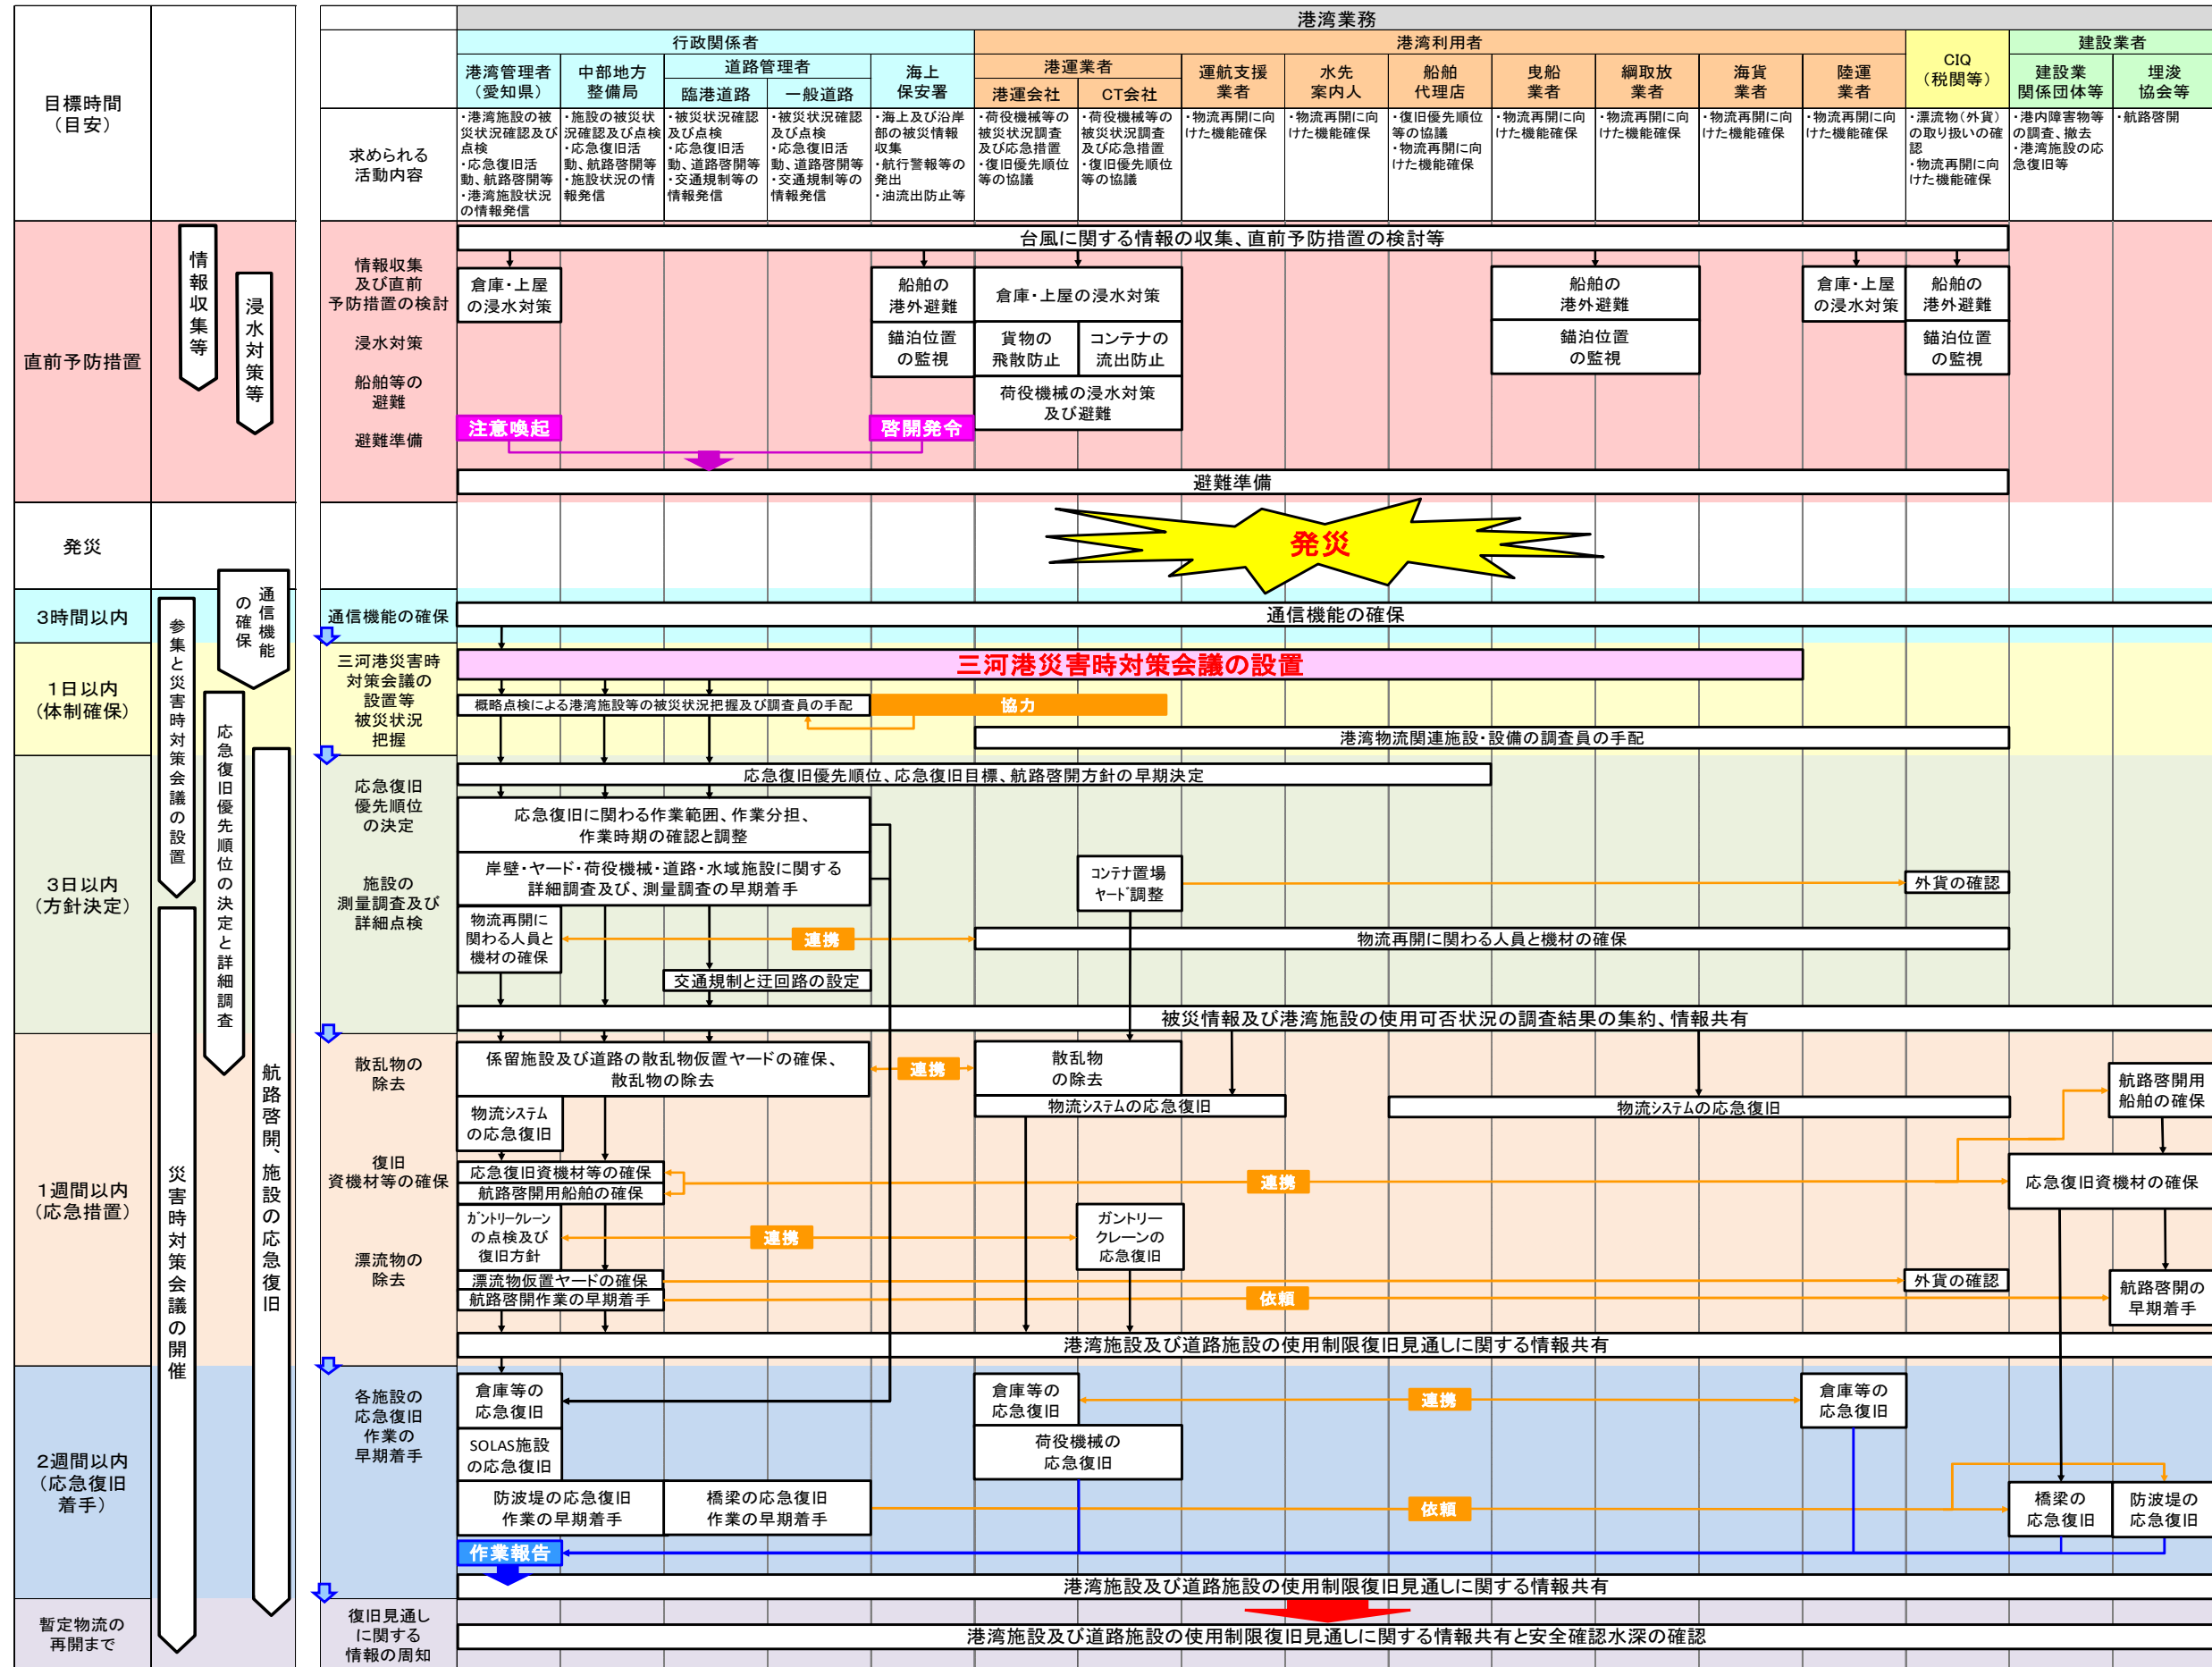 港湾業務
目標時間
（目安）
行政関係者
港湾利用者
CIQ
（税関等）
建設業者
港湾管理者
（愛知県）
中部地方
整備局
道路管理者
臨港道路
一般道路
海上
保安署
港運業者
港運会社
CT会社
運航支援
業者
水先
案内人
船舶
代理店
曳船
業者
綱取放
業者
海貨
業者
陸運
業者
建設業
関係団体等
埋浚
協会等
求められる
活動内容
・港湾施設の被
災状況確認及び
点検
・応急復旧活
動、航路啓開等
・港湾施設状況
の情報発信
・施設の被災状
況確認及び点検
・応急復旧活
動、航路啓開等
・施設状況の情
報発信
・被災状況確認
及び点検
・応急復旧活
動、道路啓開等
・交通規制等の
情報発信
・被災状況確認
及び点検
・応急復旧活
動、道路啓開等
・交通規制等の
情報発信
・海上及び沿岸
部の被災情報
収集
・航行警報等の
発出
・油流出防止等
・荷役機械等の
被災状況調査
及び応急措置
・復旧優先順位
等の協議
・荷役機械等の
被災状況調査
及び応急措置
・復旧優先順位
等の協議
・物流再開に向
けた機能確保
・物流再開に向
けた機能確保
・復旧優先順位
等の協議
・物流再開に向
けた機能確保
・物流再開に向
けた機能確保
・物流再開に向
けた機能確保
・物流再開に向
けた機能確保
・物流再開に向
けた機能確保
・漂流物（外貨）
の取り扱いの確
認
・物流再開に向
けた機能確保
・港内障害物等
の調査、撤去
・港湾施設の応
急復旧等
・航路啓開
直前予防措置
情報収集等
浸水対策等
情報収集
及び直前
予防措置の検討
浸水対策
船舶等の
避難
避難準備
台風に関する情報の収集、直前予防措置の検討等
倉庫・上屋
の浸水対策
船舶の
港外避難
錨泊位置
の監視
倉庫・上屋の浸水対策
貨物の
飛散防止
コンテナの
流出防止
荷役機械の浸水対策
及び避難
船舶の
港外避難
錨泊位置
の監視
倉庫・上屋
の浸水対策
船舶の
港外避難
錨泊位置
の監視
注意喚起
啓開発令
避難準備
発災
発災
3時間以内
参集と災害時対策会議の設置
通信機能
の確保
通信機能の確保
通信機能の確保
1日以内
（体制確保）
応急復旧優先順位の決定と詳細調査
航路啓開、施設の応急復旧
三河港災害時
対策会議の
設置等
被災状況
把握
三河港災害時対策会議の設置
概略点検による港湾施設等の被災状況把握及び調査員の手配
協力
港湾物流関連施設・設備の調査員の手配
3日以内
（方針決定）
災害時対策会議の開催
応急復旧
優先順位
の決定
施設の
測量調査及び
詳細点検
応急復旧優先順位、応急復旧目標、航路啓開方針の早期決定
応急復旧に関わる作業範囲、作業分担、
作業時期の確認と調整
岸壁・ヤード・荷役機械・道路・水域施設に関する
詳細調査及び、測量調査の早期着手
コンテナ置場
ヤード調整
外貨の確認
物流再開に
関わる人員と
機材の確保
連携
物流再開に関わる人員と機材の確保
交通規制と迂回路の設定
被災情報及び港湾施設の使用可否状況の調査結果の集約、情報共有
1週間以内
（応急措置）
散乱物の
除去
復旧
資機材等の確保
漂流物の
除去
係留施設及び道路の散乱物仮置ヤードの確保、
散乱物の除去
連携
散乱物
の除去
航路啓開用
船舶の確保
物流システム
の応急復旧
物流システムの応急復旧
物流システムの応急復旧
応急復旧資機材等の確保
航路啓開用船舶の確保
連携
応急復旧資機材の確保
ガントリークレーン
の点検及び
復旧方針
連携
ガントリー
クレーンの
応急復旧
漂流物仮置ヤードの確保
外貨の確認
航路啓開作業の早期着手
依頼
航路啓開の
早期着手
港湾施設及び道路施設の使用制限復旧見通しに関する情報共有
2週間以内
（応急復旧
着手）
各施設の
応急復旧
作業の
早期着手
倉庫等の
応急復旧
倉庫等の
応急復旧
連携
倉庫等の
応急復旧
SOLAS施設
の応急復旧
荷役機械の
応急復旧
防波堤の応急復旧
作業の早期着手
橋梁の応急復旧
作業の早期着手
依頼
橋梁の
応急復旧
防波堤の
応急復旧
作業報告
港湾施設及び道路施設の使用制限復旧見通しに関する情報共有
暫定物流の
再開まで
復旧見通し
に関する
情報の周知
港湾施設及び道路施設の使用制限復旧見通しに関する情報共有と安全確認水深の確認